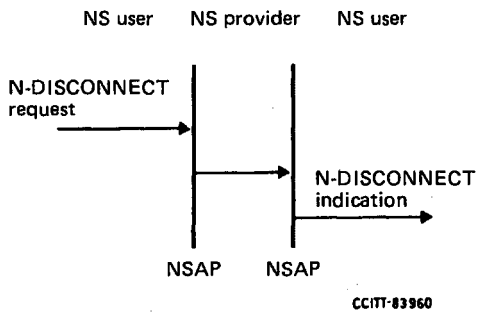 NS user NS provider NS user
N-DISCONNECT
request
N-DISCONNECT
indication
NSAP NSAP
CCITT-83960